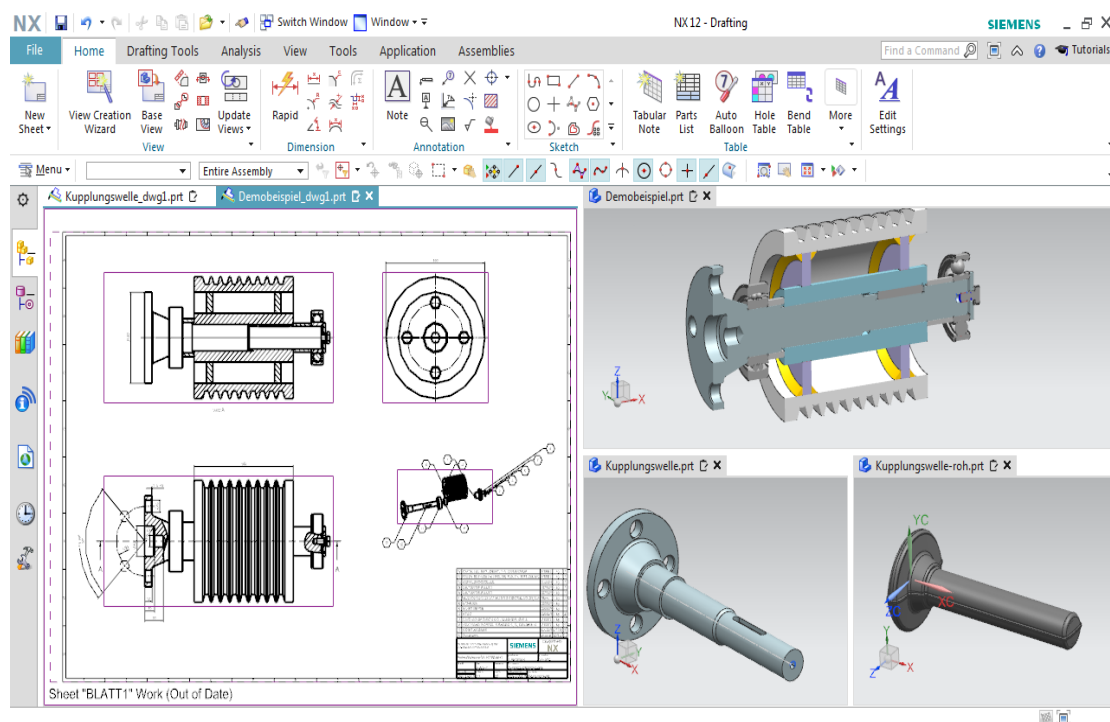 NX Switch Window Window NX 12 - Drafting SIEMENS
File Home Drafting Tools Analysis View Tools Application Assemblies Find a Command Tutorials
New Sheet View Creation Wizard Base View Update Views Rapid Note Tabular Note Parts List Auto Balloon Hole Table Bend Table More Edit Settings
View Dimension Annotation Sketch Table
Menu Entire Assembly
Kupplungswelle_dwg1.prt Demobeispiel_dwg1.prt Demobeispiel.prt
Z
Y X
A A
SIEMENS NX
Sheet "BLATT1" Work (Out of Date)
Kupplungswelle.prt Kupplungswelle-roh.prt
YC
ZC XC
Z
Y X
Y
Z X